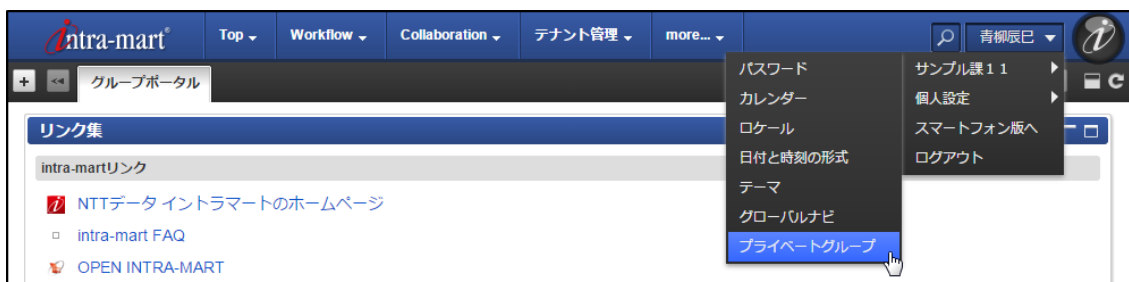 intra-mart® Top Workflow Collaboration テナント管理 more... 青柳辰巳
グループポータル
パスワード
カレンダー
ロケール
日付と時刻の形式
テーマ
グローバルナビ
プライベートグループ
サンプル課１１
個人設定
スマートフォン版へ
ログアウト
リンク集
intra-martリンク
NTTデータ イントラマートのホームページ
intra-mart FAQ
OPEN INTRA-MART